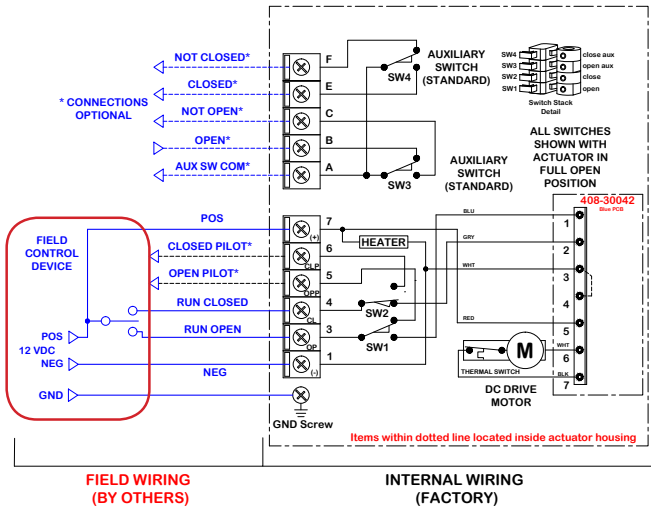 NOT CLOSED*
CLOSED*
* CONNECTIONS
OPTIONAL
NOT OPEN*
OPEN*
AUX SW COM*
F
E
C
B
A
SW4
AUXILIARY
SWITCH
(STANDARD)
SW3
AUXILIARY
SWITCH
(STANDARD)
SW4
SW3
SW2
SW1
close aux
open aux
close
open
Switch Stack
Detail
ALL SWITCHES
SHOWN WITH
ACTUATOR IN
FULL OPEN
POSITION
408-30042
Blue PCB
FIELD
CONTROL
DEVICE
POS
12 VDC
NEG
GND
POS
CLOSED PILOT*
OPEN PILOT*
RUN CLOSED
RUN OPEN
NEG
7
(+)
6
CLP
5
OPP
4
CL
3
OP
1
(-)
GND Screw
HEATER
SW2
SW1
BLU
GRY
WHT
RED
WHT
BLK
1
2
3
4
5
6
7
THERMAL SWITCH
M
DC DRIVE
MOTOR
Items within dotted line located inside actuator housing
FIELD WIRING
(BY OTHERS)
INTERNAL WIRING
(FACTORY)